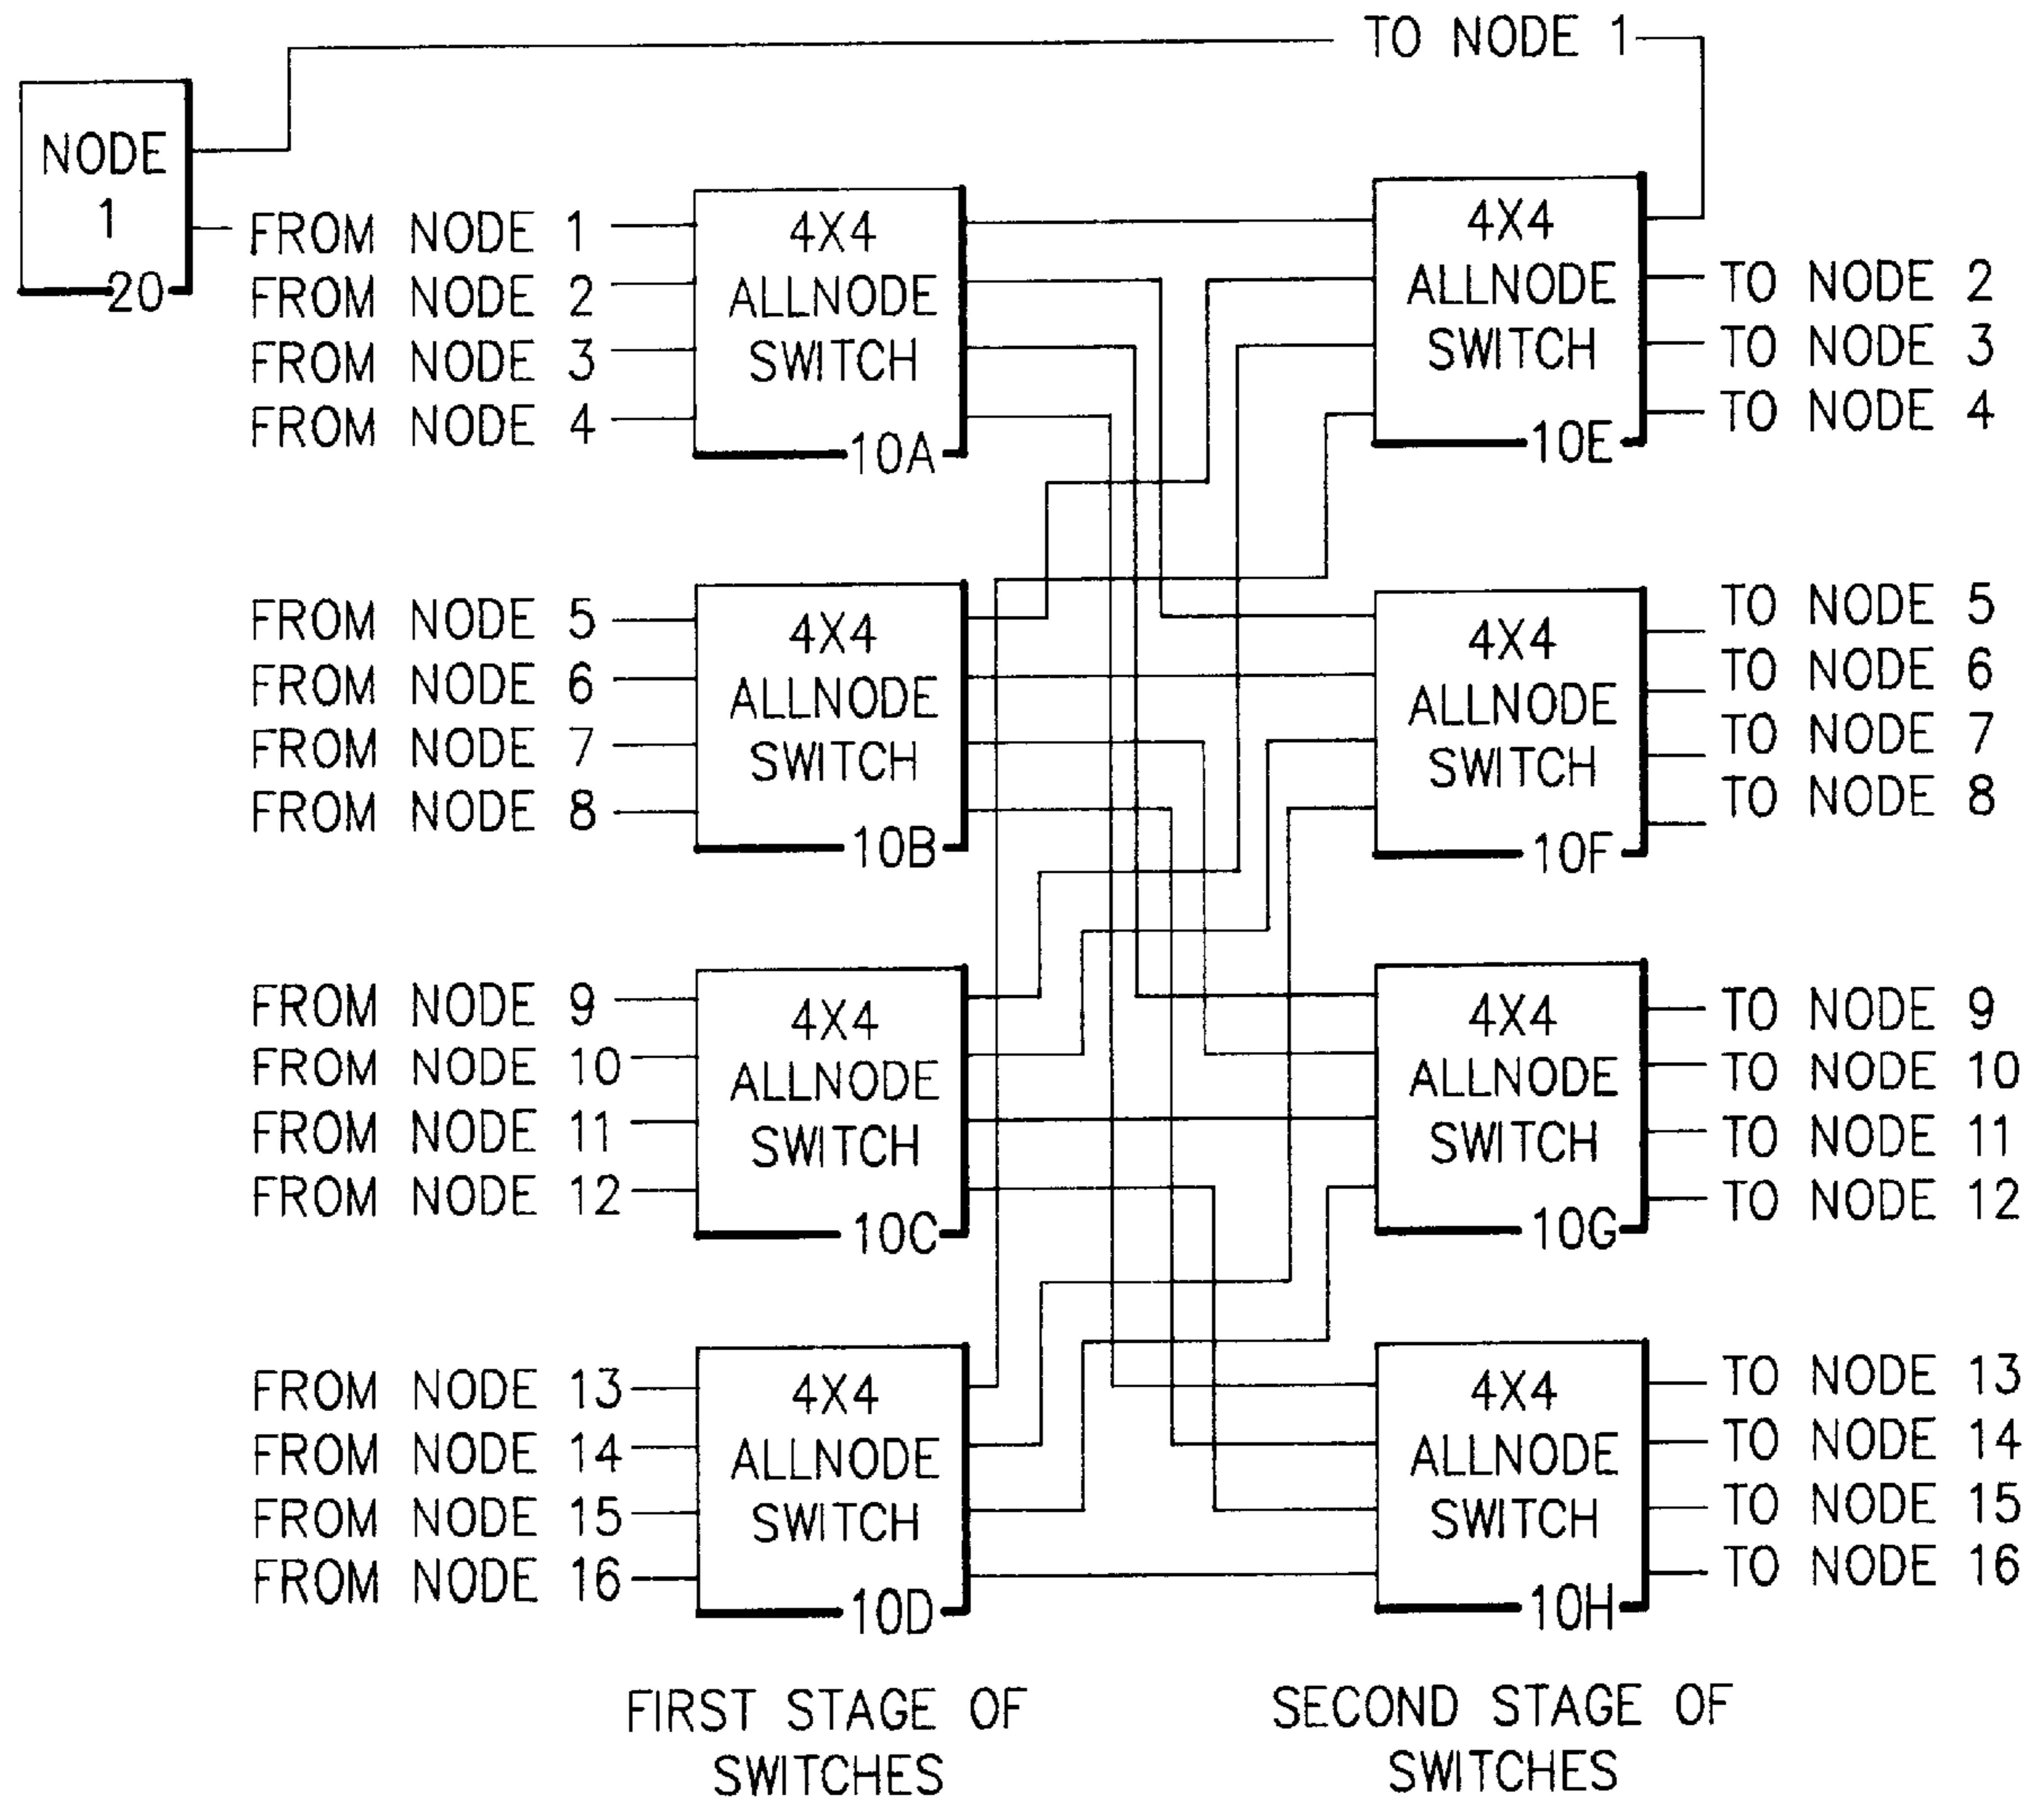 TO NODE 1
NODE
1
20
FROM NODE 1
FROM NODE 2
FROM NODE 3
FROM NODE 4
4X4
ALLNODE
SWITCH
10A
4X4
ALLNODE
SWITCH
10E
TO NODE 2
TO NODE 3
TO NODE 4
FROM NODE 5
FROM NODE 6
FROM NODE 7
FROM NODE 8
4X4
ALLNODE
SWITCH
10B
4X4
ALLNODE
SWITCH
10F
TO NODE 5
TO NODE 6
TO NODE 7
TO NODE 8
FROM NODE 9
FROM NODE 10
FROM NODE 11
FROM NODE 12
4X4
ALLNODE
SWITCH
10C
4X4
ALLNODE
SWITCH
10G
TO NODE 9
TO NODE 10
TO NODE 11
TO NODE 12
FROM NODE 13
FROM NODE 14
FROM NODE 15
FROM NODE 16
4X4
ALLNODE
SWITCH
10D
4X4
ALLNODE
SWITCH
10H
TO NODE 13
TO NODE 14
TO NODE 15
TO NODE 16
FIRST STAGE OF
SWITCHES
SECOND STAGE OF
SWITCHES